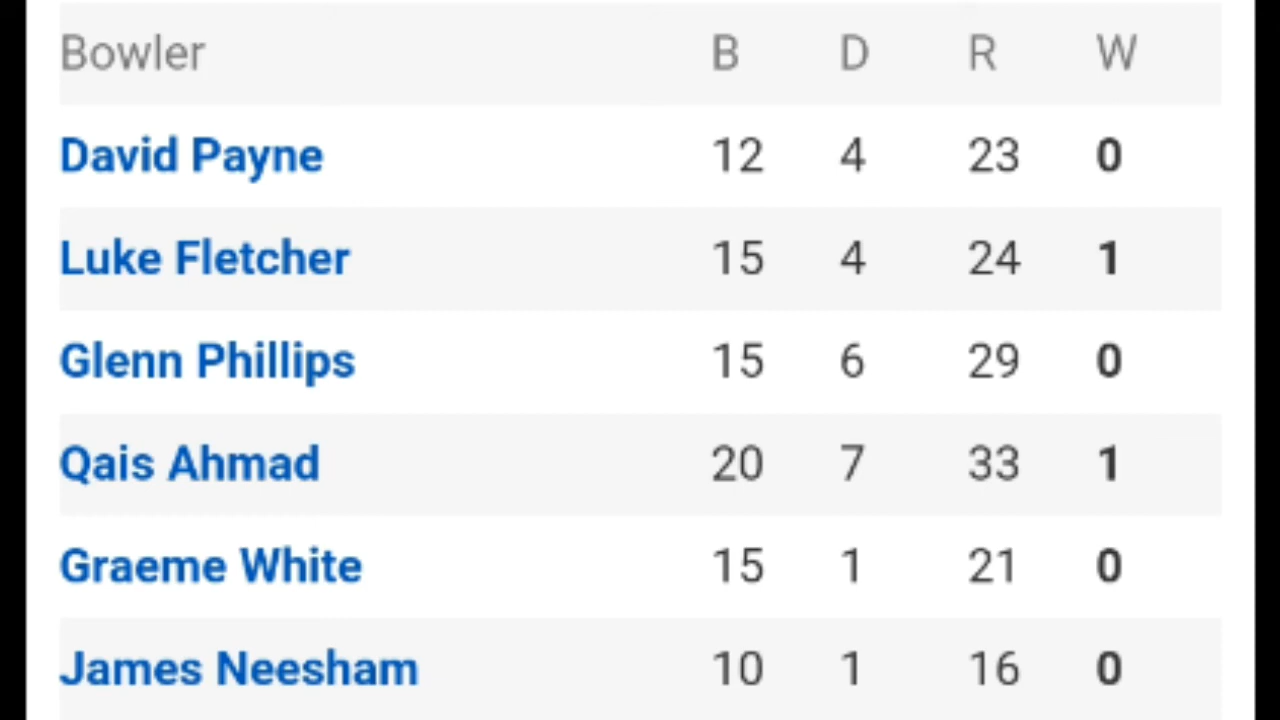 Bowler B D R W
David Payne 12 4 23 0
Luke Fletcher 15 4 24 1
Glenn Phillips 15 6 29 0
Qais Ahmad 20 7 33 1
Graeme White 15 1 21 0
James Neesham 10 1 16 0